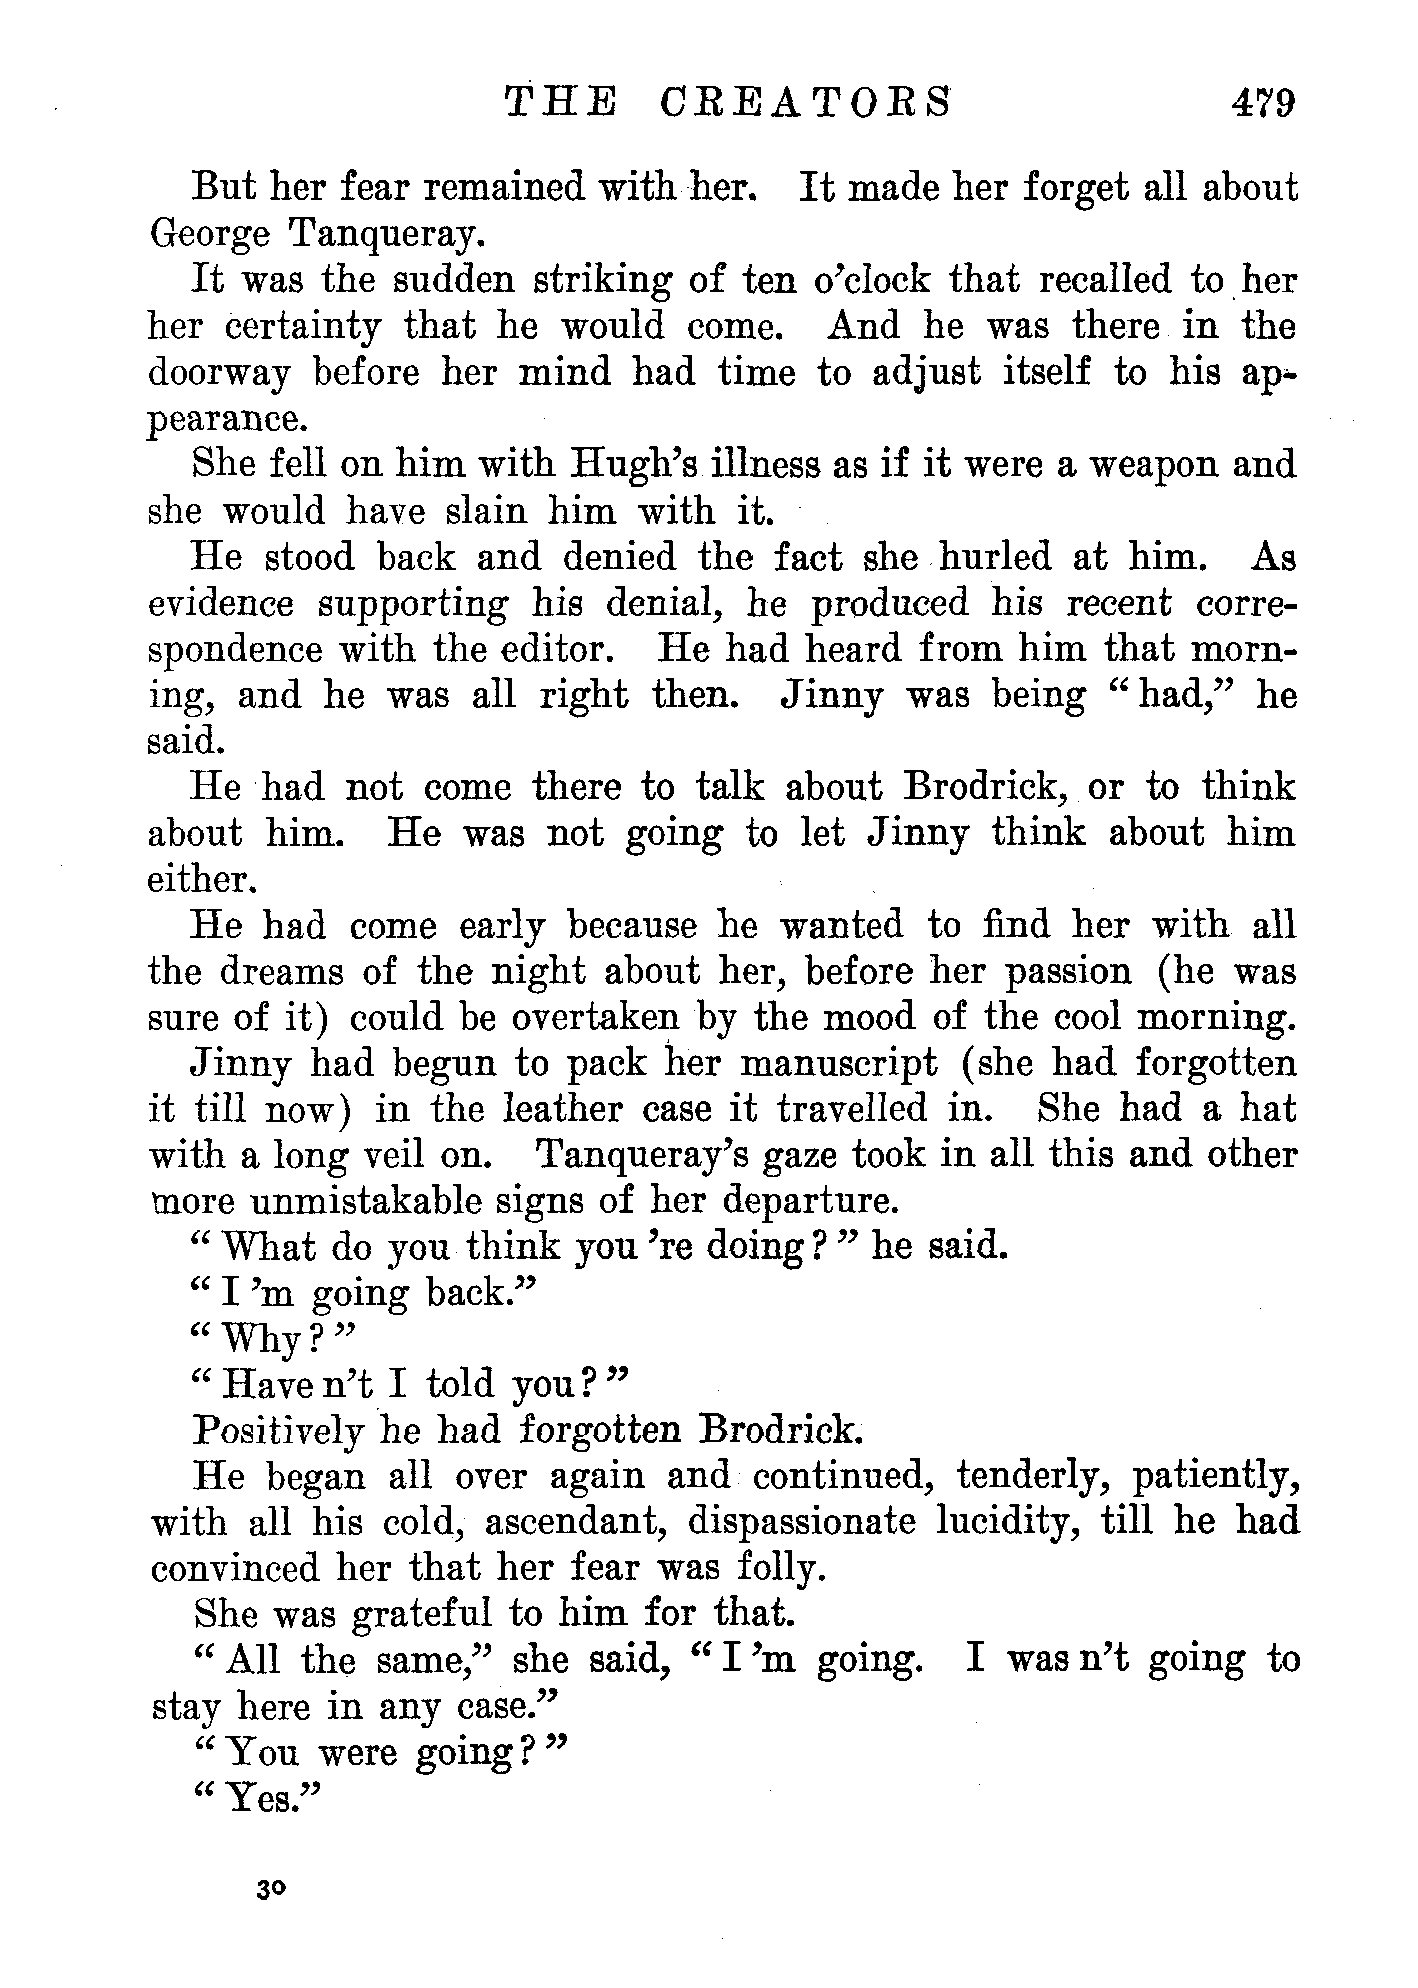 THE CREATORS 479
But her fear remained with her. It made her forget all about
George Tanqueray.
It was the sudden striking of ten o'clock that recalled to her
her certainty that he would come. And he was there in the
doorway before her mind had time to adjust itself to his ap-
pearance.
She fell on him with Hugh's illness as if it were a weapon and
she would have slain him with it.
He stood back and denied the fact she hurled at him. As
evidence supporting his denial, he produced his recent corre-
spondence with the editor. He had heard from him that morn-
ing, and he was all right then. Jinny was being “ had,” he
said.
He had not come there to talk about Brodrick, or to think
about him. He was not going to let Jinny think about him
either.
He had come early because he wanted to find her with all
the dreams of the night about her, before her passion (he was
sure of it) could be overtaken by the mood of the cool morning.
Jinny had begun to pack her manuscript (she had forgotten
it till now) in the leather case it travelled in. She had a hat
with a long veil on. Tanqueray's gaze took in all this and other
more unmistakable signs of her departure.
“ What do you think you 're doing? ” he said.
“ I 'm going back.”
“ Why? ”
“ Have n't I told you? ”
Positively he had forgotten Brodrick.
He began all over again and continued, tenderly, patiently,
with all his cold, ascendant, dispassionate lucidity, till he had
convinced her that her fear was folly.
She was grateful to him for that.
“ All the same,” she said, “ I 'm going. I was n't going to
stay here in any case.”
“ You were going? ”
“ Yes.”
30